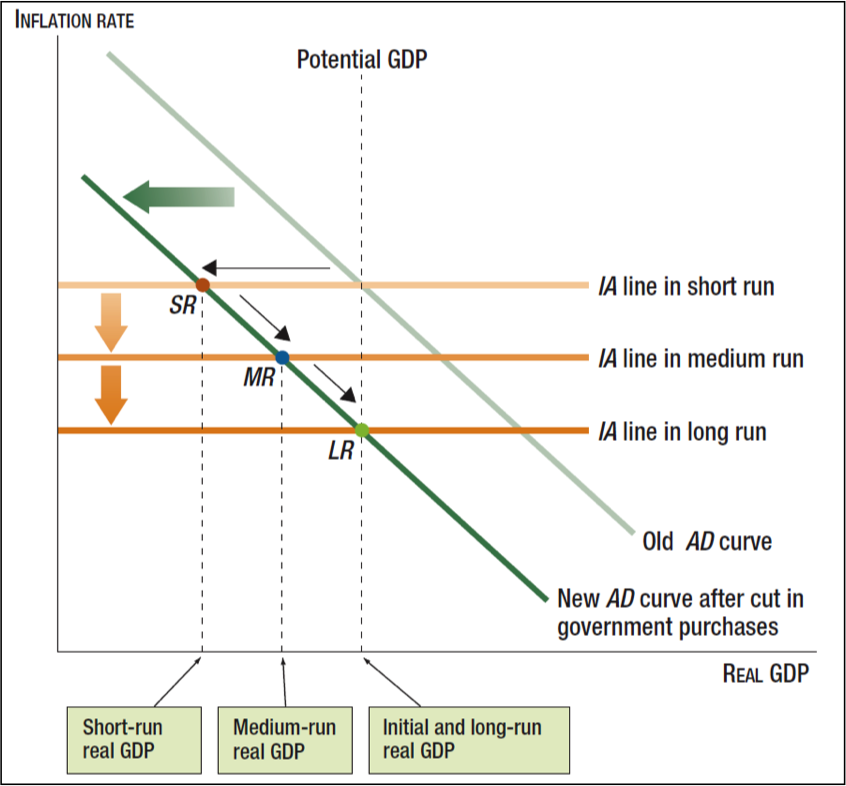 INFLATION RATE
Potential GDP
IA line in short run
SR
IA line in medium run
MR
IA line in long run
LR
Old AD curve
New AD curve after cut in
government purchases
REAL GDP
Short-run
real GDP
Medium-run
real GDP
Initial and long-run
real GDP